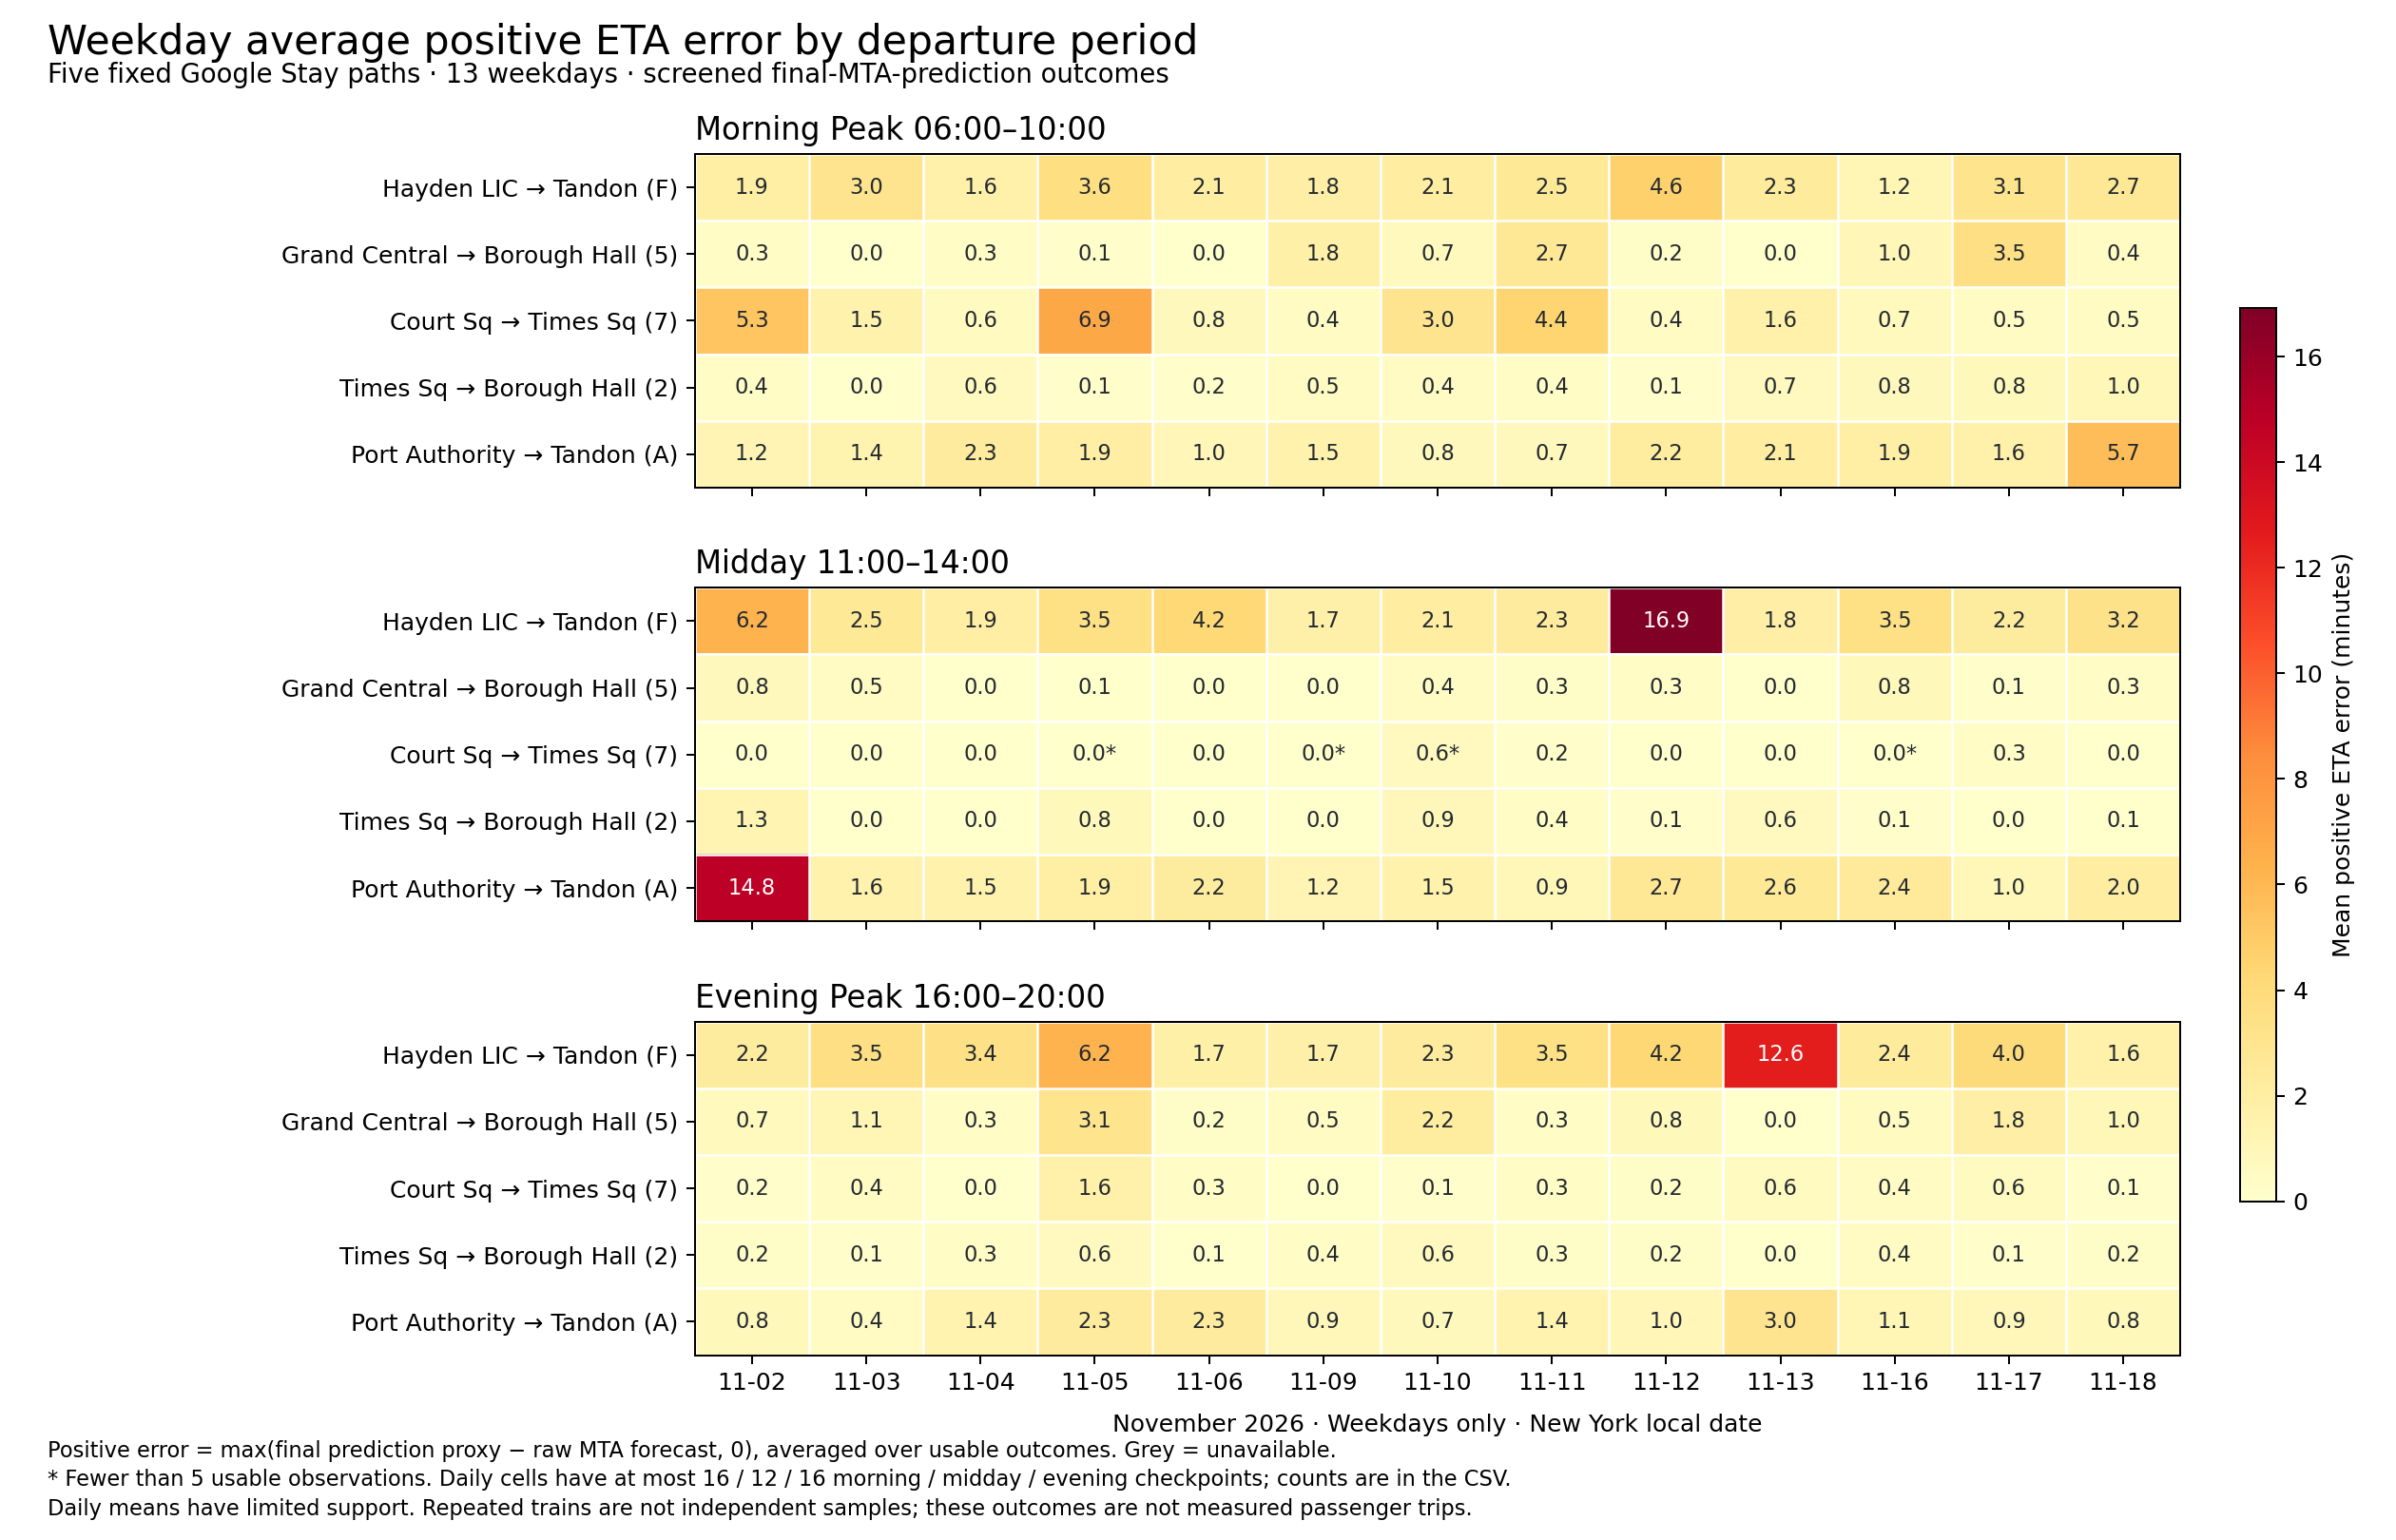 Weekday average positive ETA error by departure period
Five fixed Google Stay paths · 13 weekdays · screened final-MTA-prediction outcomes
Morning Peak 06:00–10:00
Hayden LIC → Tandon (F) 1.9 3.0 1.6 3.6 2.1 1.8 2.1 2.5 4.6 2.3 1.2 3.1 2.7
Grand Central → Borough Hall (5) 0.3 0.0 0.3 0.1 0.0 1.8 0.7 2.7 0.2 0.0 1.0 3.5 0.4
Court Sq → Times Sq (7) 5.3 1.5 0.6 6.9 0.8 0.4 3.0 4.4 0.4 1.6 0.7 0.5 0.5
Times Sq → Borough Hall (2) 0.4 0.0 0.6 0.1 0.2 0.5 0.4 0.4 0.1 0.7 0.8 0.8 1.0
Port Authority → Tandon (A) 1.2 1.4 2.3 1.9 1.0 1.5 0.8 0.7 2.2 2.1 1.9 1.6 5.7
Midday 11:00–14:00
Hayden LIC → Tandon (F) 6.2 2.5 1.9 3.5 4.2 1.7 2.1 2.3 16.9 1.8 3.5 2.2 3.2
Grand Central → Borough Hall (5) 0.8 0.5 0.0 0.1 0.0 0.0 0.4 0.3 0.3 0.0 0.8 0.1 0.3
Court Sq → Times Sq (7) 0.0 0.0 0.0 0.0* 0.0 0.0* 0.6* 0.2 0.0 0.0 0.0* 0.3 0.0
Times Sq → Borough Hall (2) 1.3 0.0 0.0 0.8 0.0 0.0 0.9 0.4 0.1 0.6 0.1 0.0 0.1
Port Authority → Tandon (A) 14.8 1.6 1.5 1.9 2.2 1.2 1.5 0.9 2.7 2.6 2.4 1.0 2.0
Evening Peak 16:00–20:00
Hayden LIC → Tandon (F) 2.2 3.5 3.4 6.2 1.7 1.7 2.3 3.5 4.2 12.6 2.4 4.0 1.6
Grand Central → Borough Hall (5) 0.7 1.1 0.3 3.1 0.2 0.5 2.2 0.3 0.8 0.0 0.5 1.8 1.0
Court Sq → Times Sq (7) 0.2 0.4 0.0 1.6 0.3 0.0 0.1 0.3 0.2 0.6 0.4 0.6 0.1
Times Sq → Borough Hall (2) 0.2 0.1 0.3 0.6 0.1 0.4 0.6 0.3 0.2 0.0 0.4 0.1 0.2
Port Authority → Tandon (A) 0.8 0.4 1.4 2.3 2.3 0.9 0.7 1.4 1.0 3.0 1.1 0.9 0.8
11-02 11-03 11-04 11-05 11-06 11-09 11-10 11-11 11-12 11-13 11-16 11-17 11-18
November 2026 · Weekdays only · New York local date
16
14
12
10
8
6
4
2
0
Mean positive ETA error (minutes)
Positive error = max(final prediction proxy − raw MTA forecast, 0), averaged over usable outcomes. Grey = unavailable.
* Fewer than 5 usable observations. Daily cells have at most 16 / 12 / 16 morning / midday / evening checkpoints; counts are in the CSV.
Daily means have limited support. Repeated trains are not independent samples; these outcomes are not measured passenger trips.